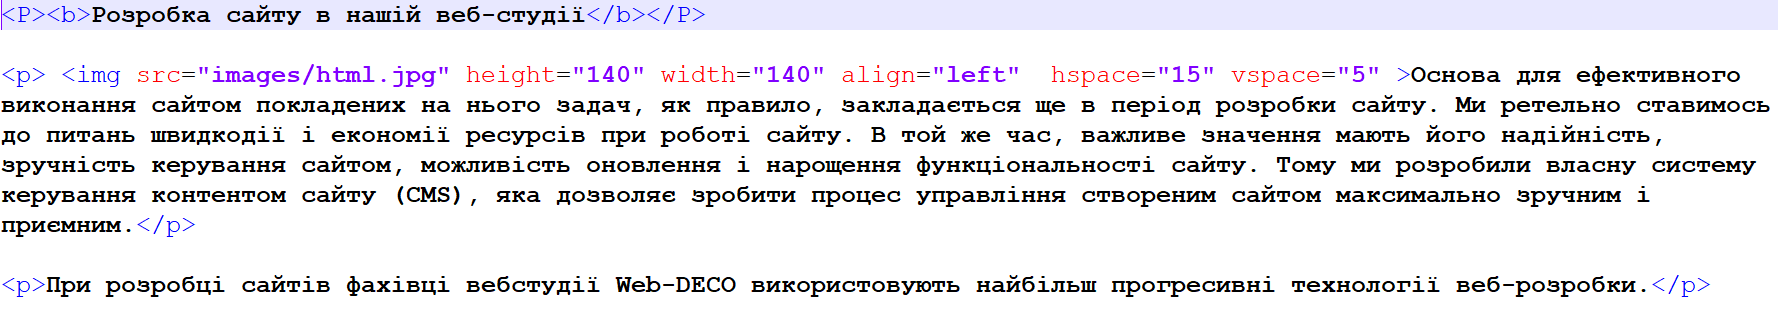 <P><b>Розробка сайту в нашій веб-студії</b></P>
<p> <img src="images/html.jpg" height="140" width="140" align="left"  hspace="15" vspace="5" >Основа для ефективного
виконання сайтом покладених на нього задач, як правило, закладається ще в період розробки сайту. Ми ретельно ставимось
до питань швидкодії і економії ресурсів при роботі сайту. В той же час, важливе значення мають його надійність,
зручність керування сайтом, можливість оновлення і нарощення функціональності сайту. Тому ми розробили власну систему
керування контентом сайту (CMS), яка дозволяє зробити процес управління створеним сайтом максимально зручним і
приємним.</p>
<p>При розробці сайтів фахівці вебстудії Web-DECO використовують найбільш прогресивні технології веб-розробки.</p>